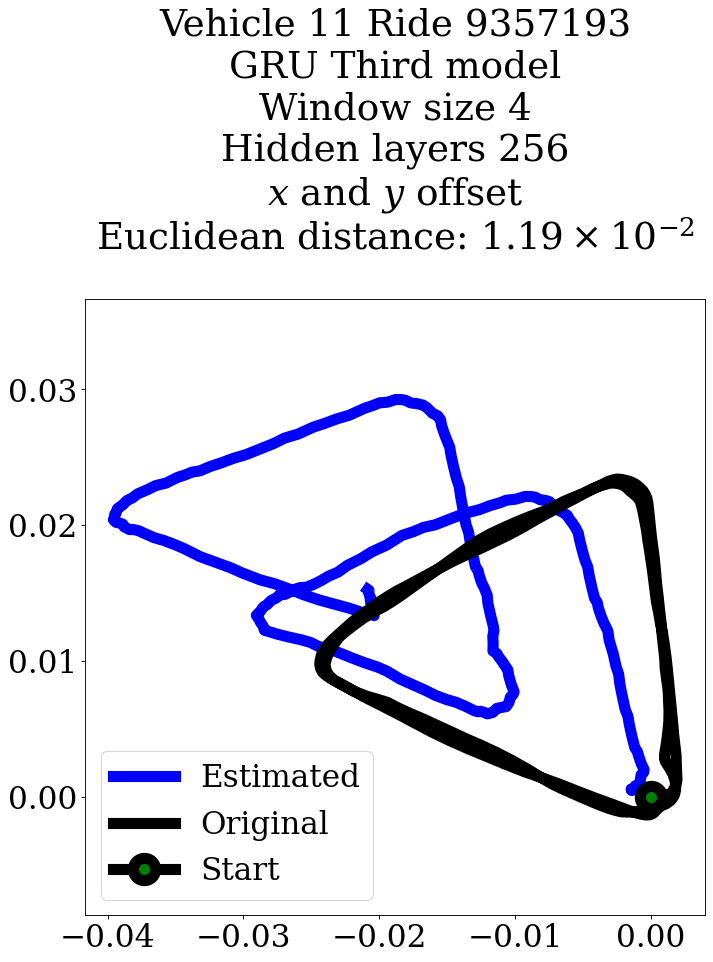 Vehicle 11 Ride 9357193
GRU Third model
Window size 4
Hidden layers 256
x and y offset
Euclidean distance: 1.19 × 10⁻²
0.03
0.02
0.01
0.00
Estimated
Original
Start
−0.04 −0.03 −0.02 −0.01 0.00